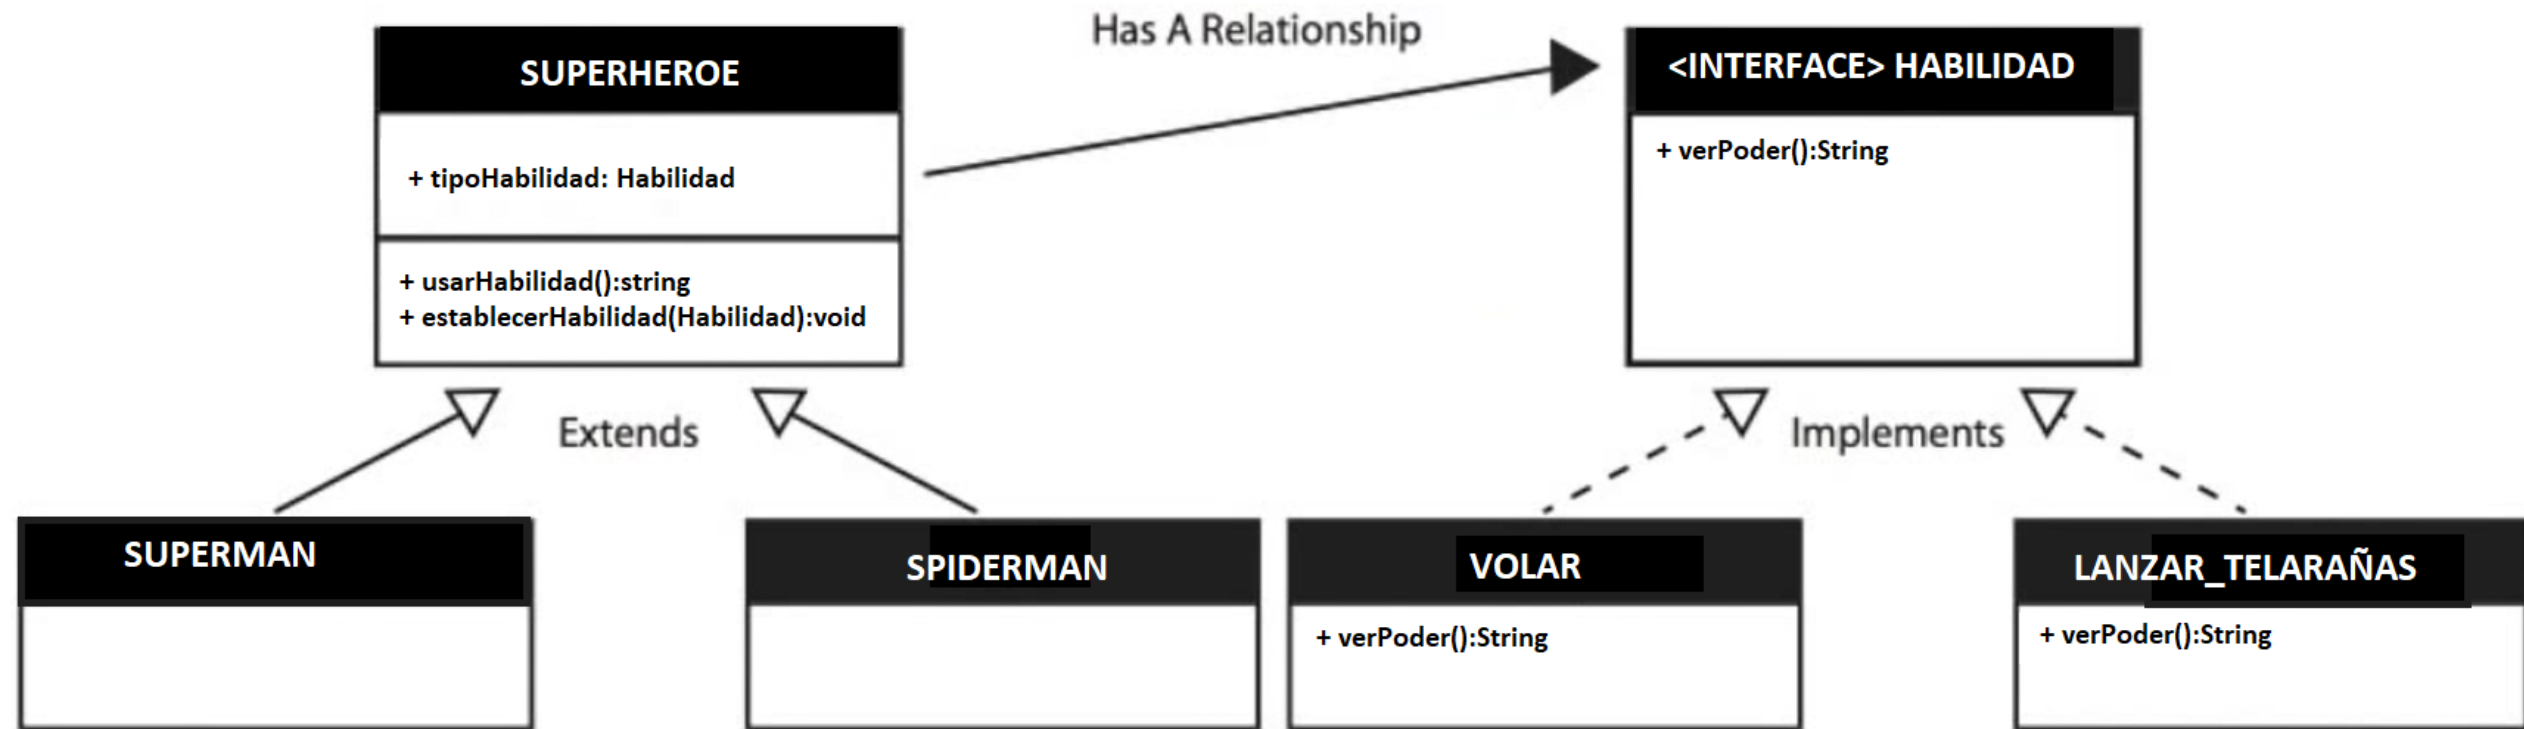 Has A Relationship
SUPERHEROE
+ tipoHabilidad: Habilidad
+ usarHabilidad():string
+ establecerHabilidad(Habilidad):void
<INTERFACE> HABILIDAD
+ verPoder():String
Extends
Implements
SUPERMAN
SPIDERMAN
VOLAR
+ verPoder():String
LANZAR_TELARAÑAS
+ verPoder():String